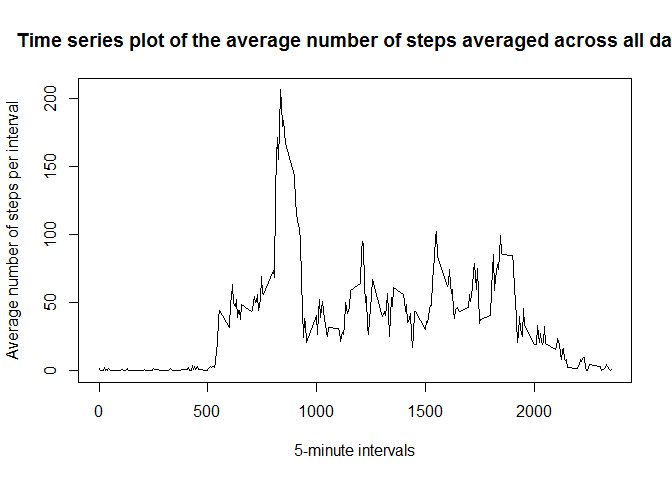 Time series plot of the average number of steps averaged across all da
Average number of steps per interval
200
150
100
50
0
0 500 1000 1500 2000
5-minute intervals